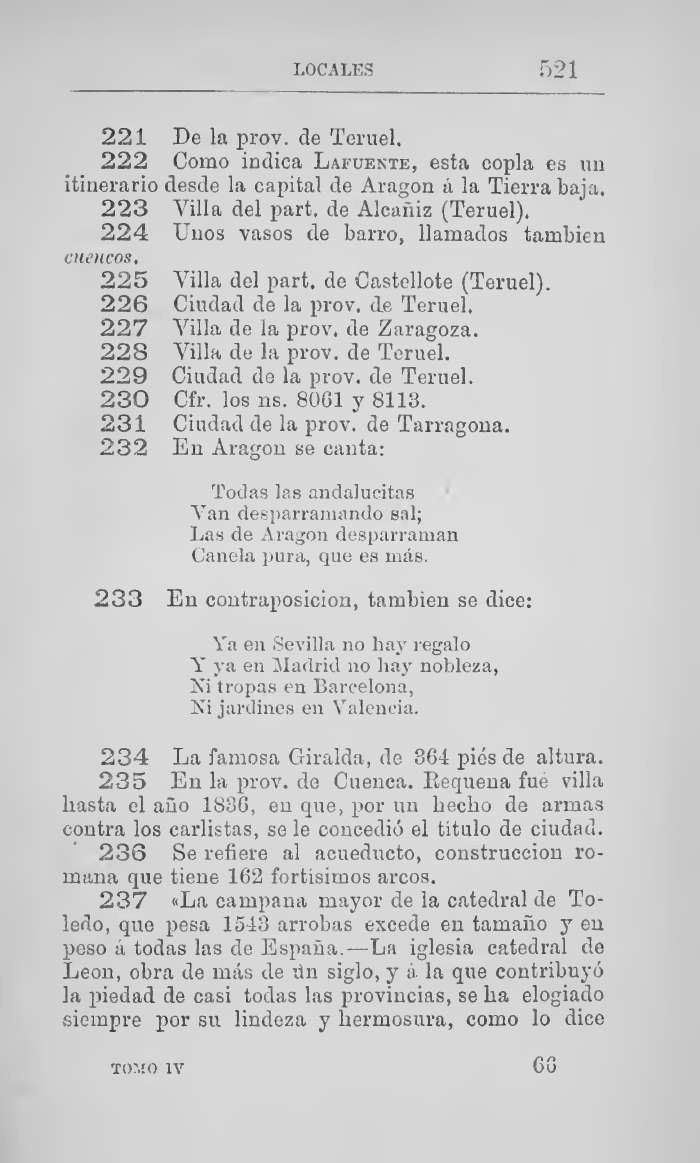 LOCALES 521
221 De la prov. de Teruel.
222 Como indica LAFUENTE, esta copla es un
itinerario desde la capital de Aragon á la Tierra baja.
223 Villa del part. de Alcañiz (Teruel).
224 Unos vasos de barro, llamados tambien
cuencos.
225 Villa del part. de Castellote (Teruel).
226 Ciudad de la prov. de Teruel.
227 Villa de la prov. de Zaragoza.
228 Villa de la prov. de Teruel.
229 Ciudad de la prov. de Teruel.
230 Cfr. los ns. 8061 y 8113.
231 Ciudad de la prov. de Tarragona.
232 En Aragon se canta:
Todas las andalucitas
Van desparramando sal;
Las de Aragon desparraman
Canela pura, que es más.
233 En contraposicion, tambien se dice:
Ya en Sevilla no hay regalo
Y ya en Madrid no hay nobleza,
Ni tropas en Barcelona,
Ni jardines en Valencia.
234 La famosa Giralda, de 364 piés de altura.
235 En la prov. de Cuenca. Requena fué villa
hasta el año 1836, en que, por un hecho de armas
contra los carlistas, se le concedió el título de ciudad.
236 Se refiere al acueducto, construccion ro-
mana que tiene 162 fortísimos arcos.
237 «La campana mayor de la catedral de To-
ledo, que pesa 1543 arrobas excede en tamaño y en
peso á todas las de España.—La iglesia catedral de
Leon, obra de más de un siglo, y á la que contribuyó
la piedad de casi todas las provincias, se ha elogiado
siempre por su lindeza y hermosura, como lo dice
TOMO IV 66